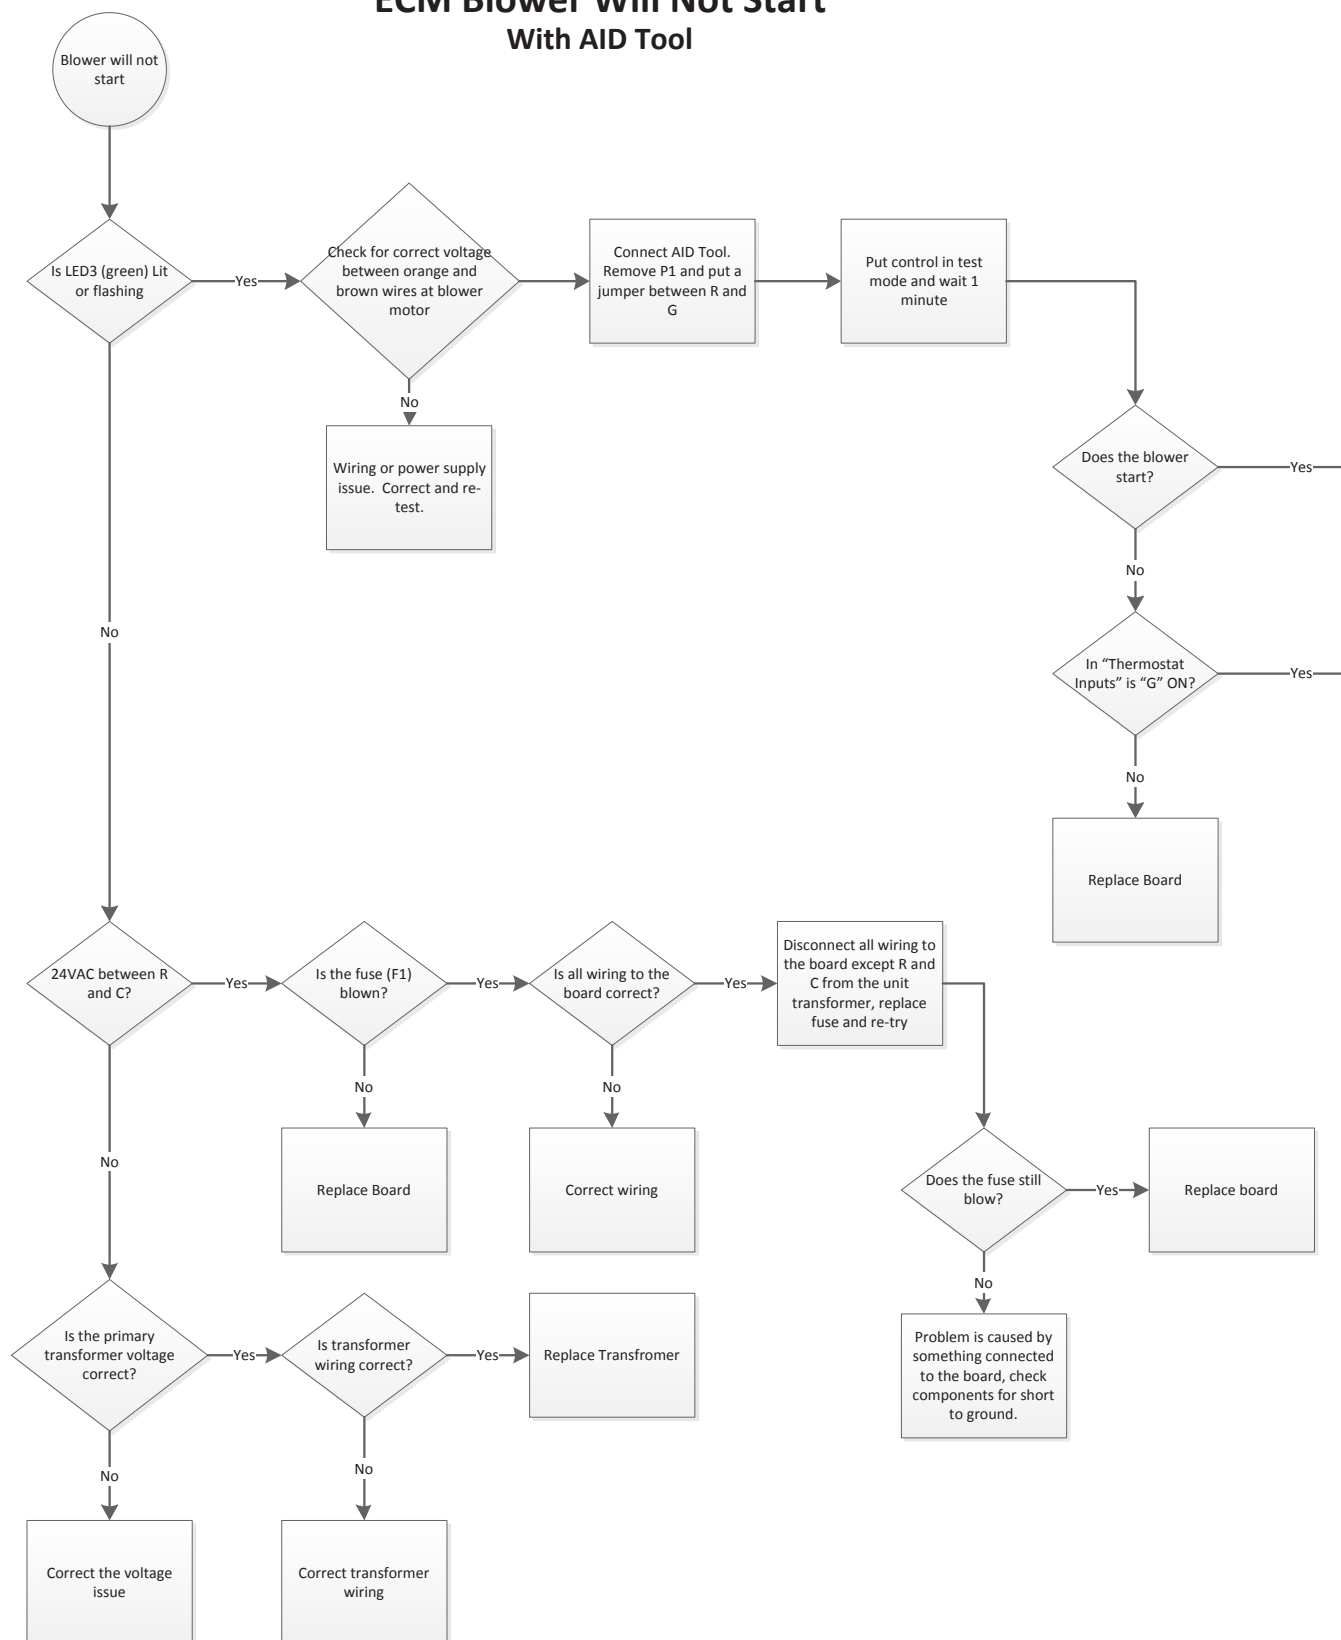 ECM Blower Will Not Start
With AID Tool
Blower will not
start
Is LED3 (green) Lit
or flashing
Yes
Check for correct voltage
between orange and
brown wires at blower
motor
Connect AID Tool.
Remove P1 and put a
jumper between R and
G
Put control in test
mode and wait 1
minute
No
Wiring or power supply
issue.  Correct and re-
test.
Does the blower
start?
Yes
No
No
In “Thermostat
Inputs” is “G” ON?
Yes
No
Replace Board
24VAC between R
and C?
Yes
Is the fuse (F1)
blown?
Yes
Is all wiring to the
board correct?
Yes
Disconnect all wiring to
the board except R and
C from the unit
transformer, replace
fuse and re-try
No
No
No
Replace Board
Correct wiring
Does the fuse still
blow?
Yes
Replace board
No
Is the primary
transformer voltage
correct?
Yes
Is transformer
wiring correct?
Yes
Replace Transfromer
Problem is caused by
something connected
to the board, check
components for short
to ground.
No
No
Correct the voltage
issue
Correct transformer
wiring